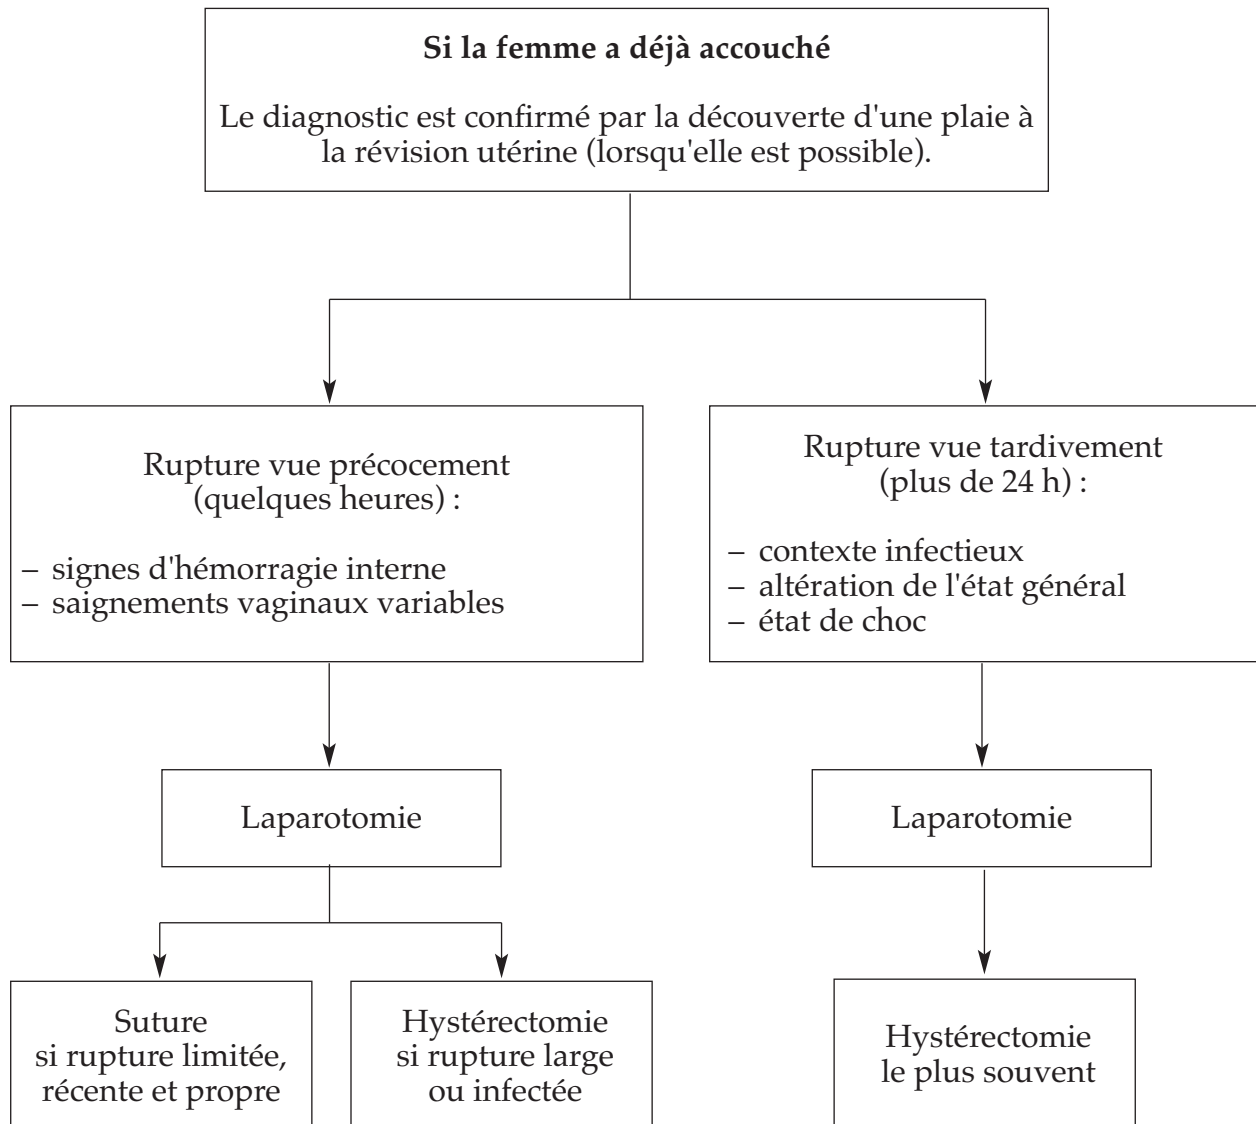 Si la femme a déjà accouché
Le diagnostic est confirmé par la découverte d'une plaie à
la révision utérine (lorsqu'elle est possible).
Rupture vue précocement
(quelques heures) :
– signes d'hémorragie interne
– saignements vaginaux variables
Rupture vue tardivement
(plus de 24 h) :
– contexte infectieux
– altération de l'état général
– état de choc
Laparotomie
Laparotomie
Suture
si rupture limitée,
récente et propre
Hystérectomie
si rupture large
ou infectée
Hystérectomie
le plus souvent